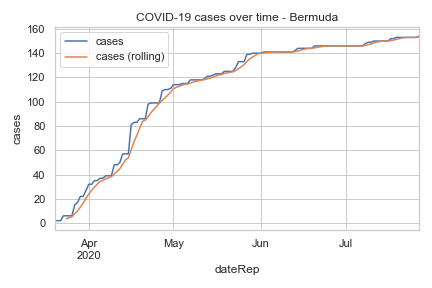 COVID-19 cases over time - Bermuda
cases
cases (rolling)
160
140
120
100
80
60
40
20
0
cases
Apr
2020
May
Jun
Jul
dateRep